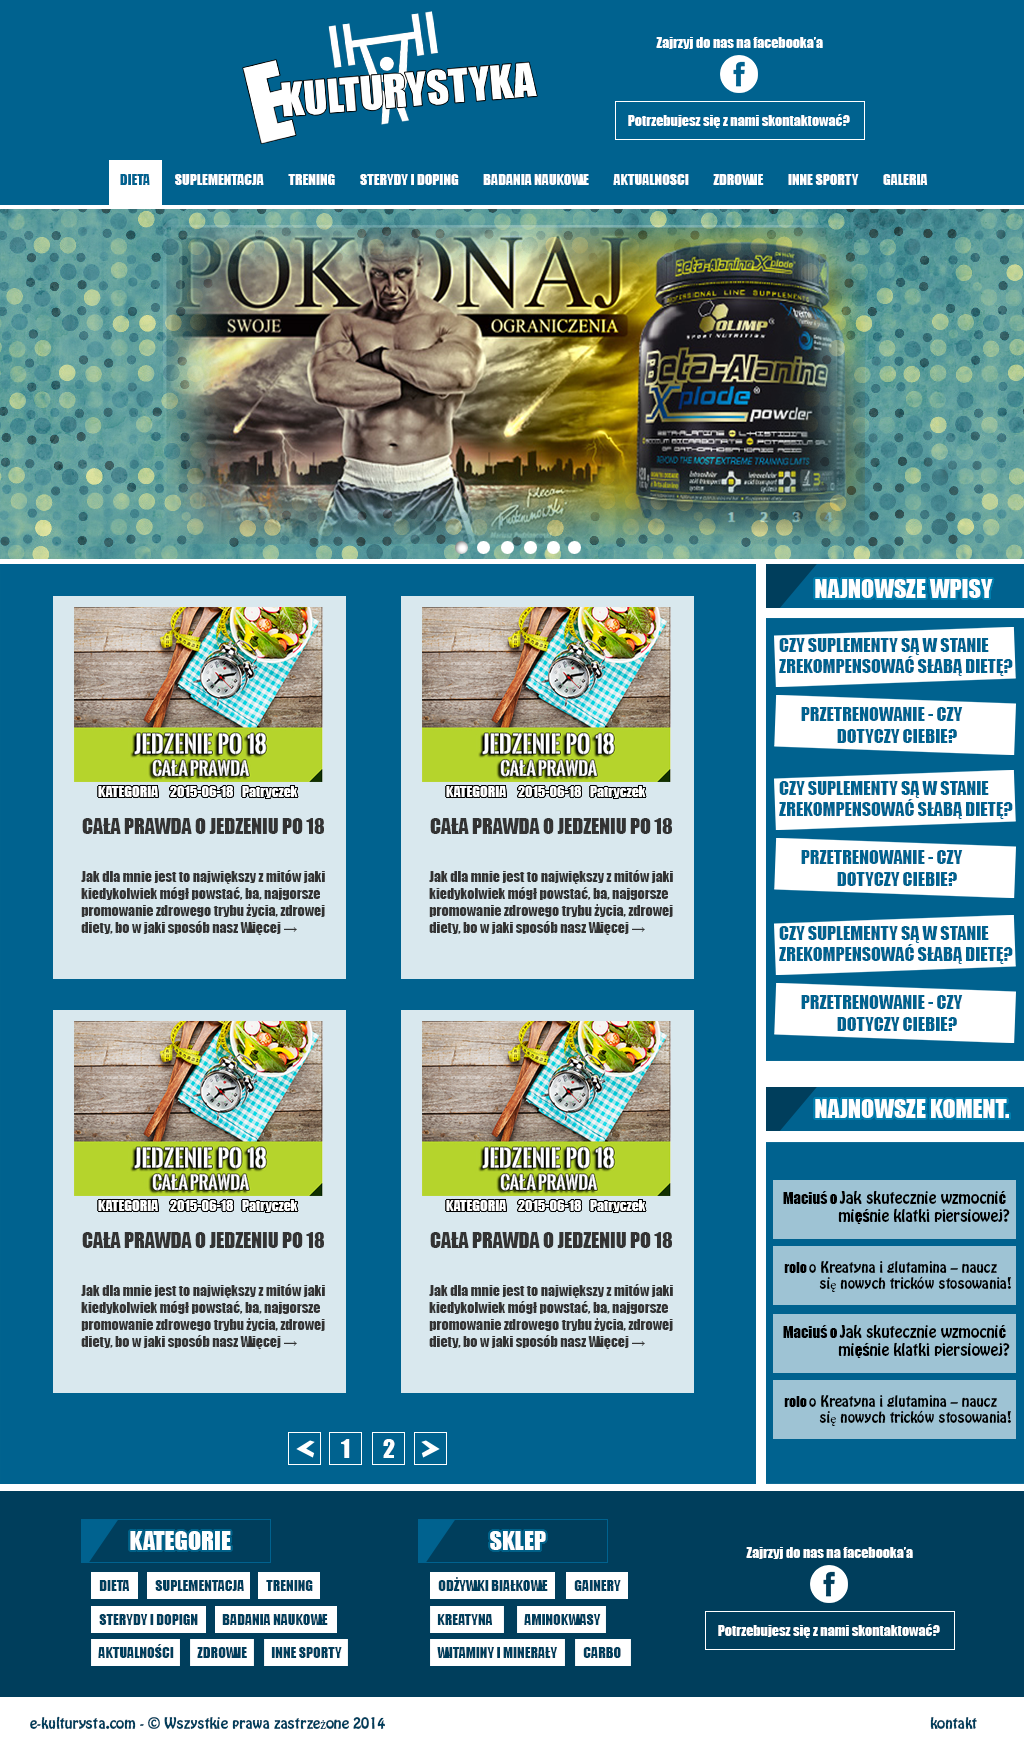 EKULTURYSTYKA
Zajrzyj do nas na facebooka'a
f
Potrzebujesz się z nami skontaktować?
DIETA SUPLEMENTACJA TRENING STERYDY I DOPING BADANIA NAUKOWE AKTUALNOSCI ZDROWIE INNE SPORTY GALERIA
POKONAJ
SWOJE OGRANICZENIA
Beta-Alanine Xplode
PROFESSIONAL LINE SUPPLEMENTS
OLIMP
SPORT NUTRITION
Beta-Alanine
Xplode
powder
BETA-ALANINE L-HISTIDINE
BEYOND THE MOST EXTREME TRAINING LIMITS
1 2 3 4
NAJNOWSZE WPISY
CZY SUPLEMENTY SĄ W STANIE
ZREKOMPENSOWAĆ SŁABĄ DIETĘ?
PRZETRENOWANIE - CZY
DOTYCZY CIEBIE?
CZY SUPLEMENTY SĄ W STANIE
ZREKOMPENSOWAĆ SŁABĄ DIETĘ?
PRZETRENOWANIE - CZY
DOTYCZY CIEBIE?
CZY SUPLEMENTY SĄ W STANIE
ZREKOMPENSOWAĆ SŁABĄ DIETĘ?
PRZETRENOWANIE - CZY
DOTYCZY CIEBIE?
JEDZENIE PO 18
CAŁA PRAWDA
KATEGORIA 2015-06-18 Patryczek
CAŁA PRAWDA O JEDZENIU PO 18
Jak dla mnie jest to największy z mitów jaki
kiedykolwiek mógł powstać, ba, najgorsze
promowanie zdrowego trybu życia, zdrowej
diety, bo w jaki sposób nasz Więcej →
JEDZENIE PO 18
CAŁA PRAWDA
KATEGORIA 2015-06-18 Patryczek
CAŁA PRAWDA O JEDZENIU PO 18
Jak dla mnie jest to największy z mitów jaki
kiedykolwiek mógł powstać, ba, najgorsze
promowanie zdrowego trybu życia, zdrowej
diety, bo w jaki sposób nasz Więcej →
JEDZENIE PO 18
CAŁA PRAWDA
KATEGORIA 2015-06-18 Patryczek
CAŁA PRAWDA O JEDZENIU PO 18
Jak dla mnie jest to największy z mitów jaki
kiedykolwiek mógł powstać, ba, najgorsze
promowanie zdrowego trybu życia, zdrowej
diety, bo w jaki sposób nasz Więcej →
JEDZENIE PO 18
CAŁA PRAWDA
KATEGORIA 2015-06-18 Patryczek
CAŁA PRAWDA O JEDZENIU PO 18
Jak dla mnie jest to największy z mitów jaki
kiedykolwiek mógł powstać, ba, najgorsze
promowanie zdrowego trybu życia, zdrowej
diety, bo w jaki sposób nasz Więcej →
NAJNOWSZE KOMENT.
Maciuś o Jak skutecznie wzmocnić
mięśnie klatki piersiowej?
rolo o Kreatyna i glutamina – naucz
się nowych tricków stosowania!
Maciuś o Jak skutecznie wzmocnić
mięśnie klatki piersiowej?
rolo o Kreatyna i glutamina – naucz
się nowych tricków stosowania!
< 1 2 >
KATEGORIE
DIETA SUPLEMENTACJA TRENING
STERYDY I DOPIGN BADANIA NAUKOWE
AKTUALNOŚCI ZDROWIE INNE SPORTY
SKLEP
ODŻYWKI BIAŁKOWE GAINERY
KREATYNA AMINOKWASY
WITAMINY I MINERAŁY CARBO
Zajrzyj do nas na facebooka'a
f
Potrzebujesz się z nami skontaktować?
e-kulturysta.com - © Wszystkie prawa zastrzeżone 2014
kontakt